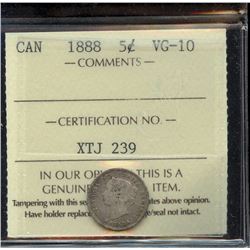 CAN 1888 5¢ VG-10
—COMMENTS—
— CERTIFICATION NO. —
XTJ 239
IN OUR THIS IS A
GENUINE ITEM.
Tampering with this above opinion.
Have holder /seal not intact.